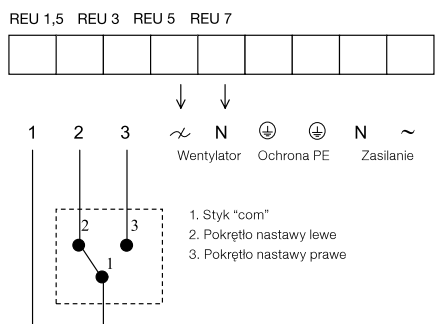 REU 1,5 REU 3 REU 5 REU 7
1 2 3 N N ~
Wentylator Ochrona PE Zasilanie
2 3
1
1. Styk “com”
2. Pokrętło nastawy lewe
3. Pokrętło nastawy prawe